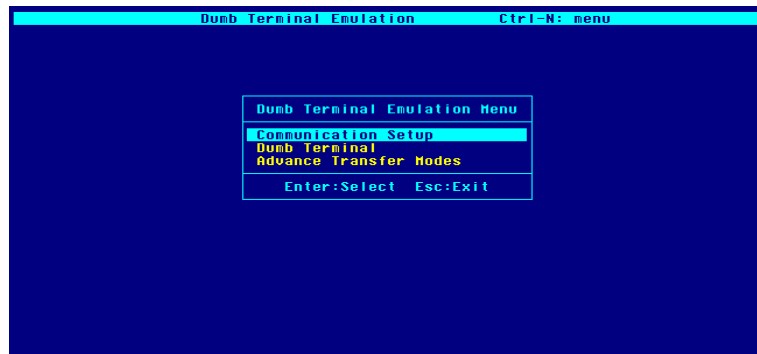 Dumb Terminal Emulation Ctrl-N: menu
Dumb Terminal Emulation Menu
Communication Setup
Dumb Terminal
Advance Transfer Modes
Enter:Select Esc:Exit